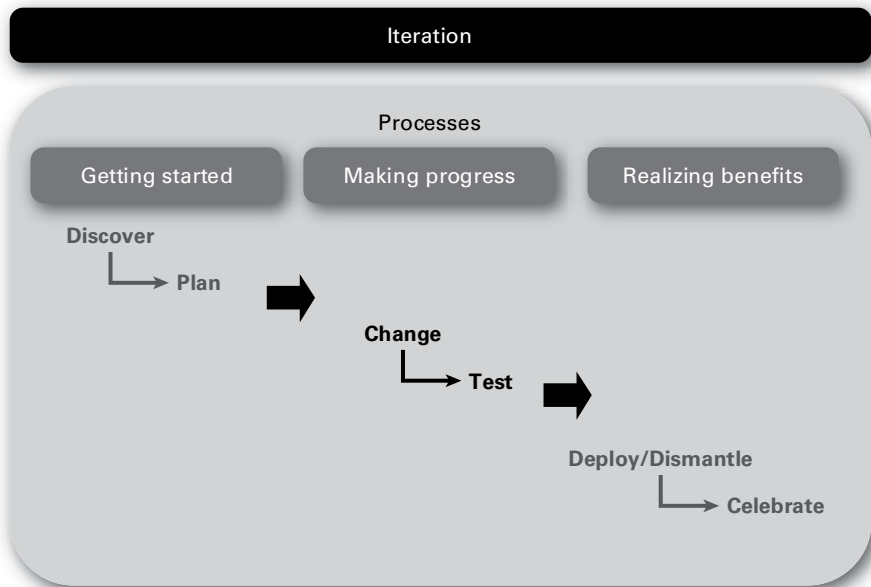 Iteration
Processes
Getting started
Making progress
Realizing benefits
Discover
Plan
Change
Test
Deploy/Dismantle
Celebrate